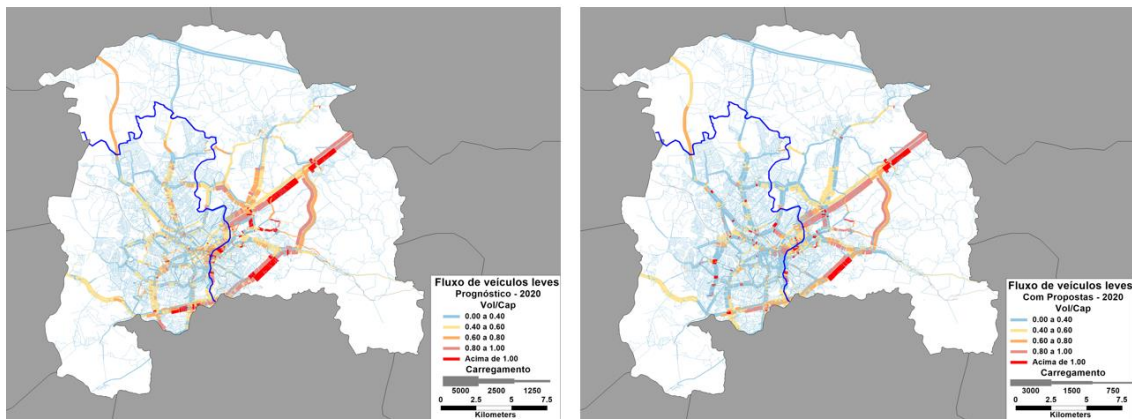 Fluxo de veículos leves
Prognóstico - 2020
Vol/Cap
0.00 a 0.40
0.40 a 0.60
0.60 a 0.80
0.80 a 1.00
Acima de 1.00
Carregamento
5000 2500 1250
0 2.5 5 7.5
Kilometers
Fluxo de veículos leves
Com Propostas - 2020
Vol/Cap
0.00 a 0.40
0.40 a 0.60
0.60 a 0.80
0.80 a 1.00
Acima de 1.00
Carregamento
3000 1500 750
0 2.5 5 7.5
Kilometers